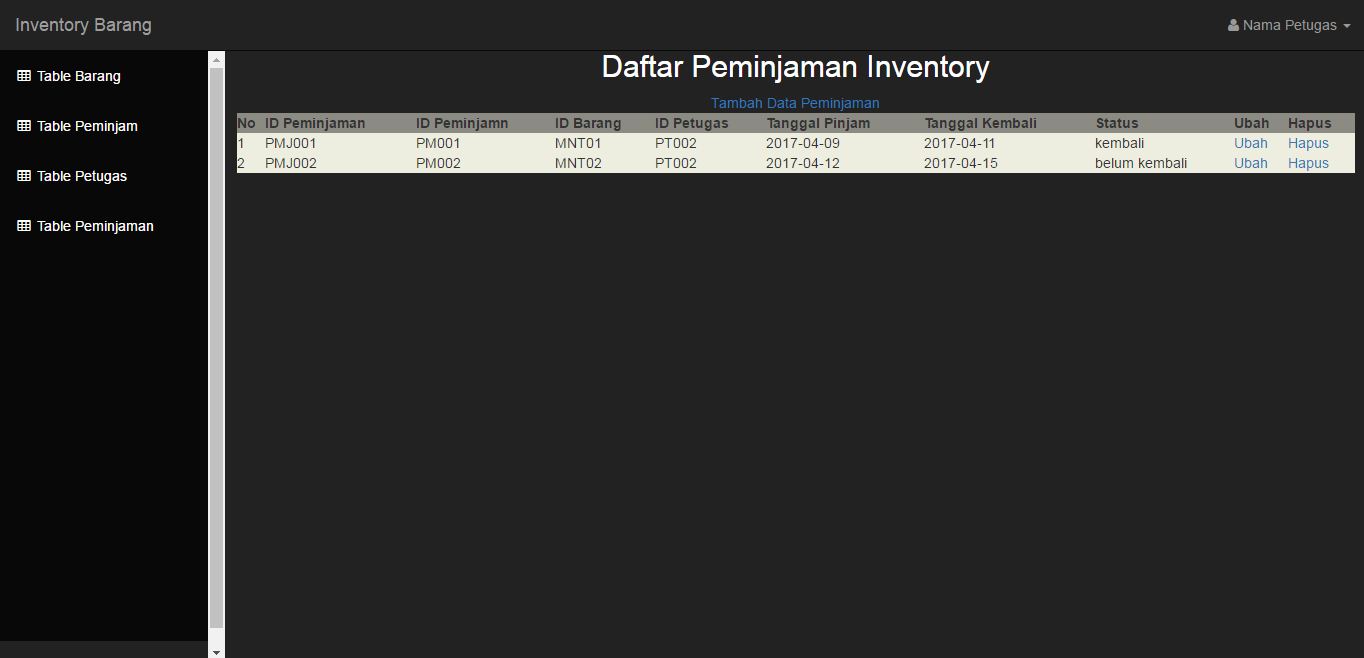 Inventory Barang
Nama Petugas
Table Barang
Table Peminjam
Table Petugas
Table Peminjaman
Daftar Peminjaman Inventory
Tambah Data Peminjaman
No ID Peminjaman ID Peminjamn ID Barang ID Petugas Tanggal Pinjam Tanggal Kembali Status Ubah Hapus
1 PMJ001 PM001 MNT01 PT002 2017-04-09 2017-04-11 kembali Ubah Hapus
2 PMJ002 PM002 MNT02 PT002 2017-04-12 2017-04-15 belum kembali Ubah Hapus